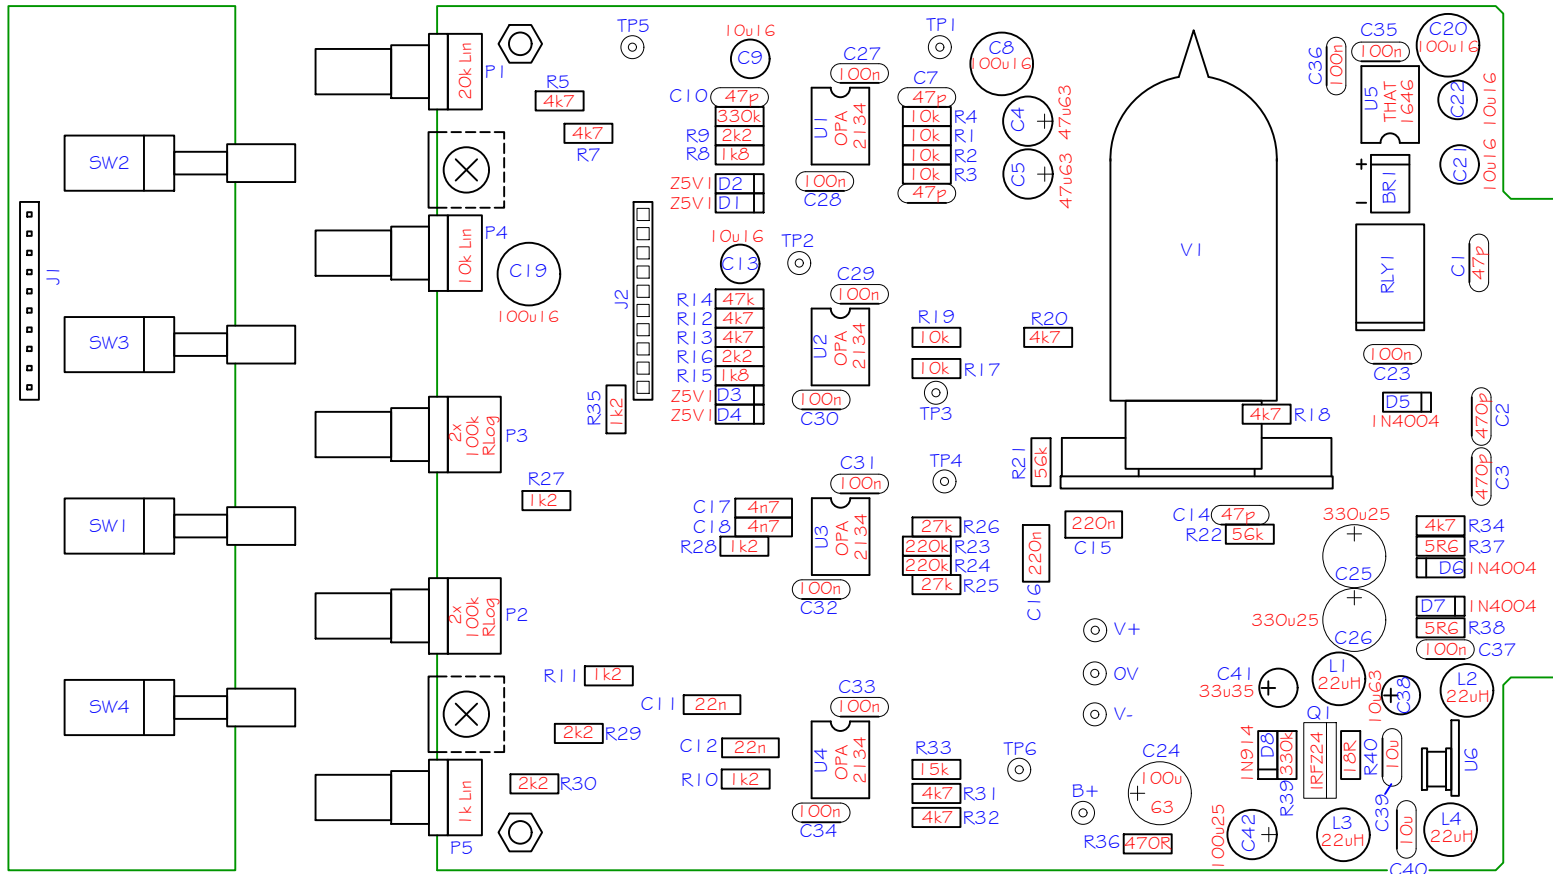 SW2
J1
SW3
SW1
SW4
20k Lin
P1
P4
10k Lin
C19
100u16
2x
100k
RLog
P3
2x
100k
RLog
P2
1k Lin
P5
R5
4k7
4k7
R7
TP5
J2
R35
1k2
R27
1k2
R11 1k2
2k2 R29
2k2 R30
10u16
C9
C10 47p
330k
R9 2k2
R8 1k8
Z5V1 D2
Z5V1 D1
C27
100n
U1
OPA
2134
100n
C28
C7
47p
10k R4
10k R1
10k R2
10k R3
47p
TP1
C8
100u16
C4
47u63
C5
47u63
10u16
C13
TP2
R14 47k
R12 4k7
R13 4k7
R16 2k2
R15 1k8
Z5V1 D3
Z5V1 D4
C29
100n
U2
OPA
2134
100n
C30
R19
10k
10k R17
TP3
R20
4k7
V1
4k7 R18
R21
56k
C31
100n
C17 4n7
C18 4n7
R28 1k2
U3
OPA
2134
100n
C32
TP4
27k R26
220k R23
220k R24
27k R25
C16
220n
220n
C15
C14 47p
R22 56k
V+
0V
V-
C11 22n
C12 22n
R10 1k2
C33
100n
U4
OPA
2134
100n
C34
R33
15k
4k7 R31
4k7 R32
TP6
B+
C24
100u
63
R36 470R
C36
100n
C35
100n
C20
100u16
U5
THAT
1646
C22
10u16
C21
10u16
+
BR1
–
RLY1
C1
47p
100n
C23
D5
1N4004
470p
C2
470p
C3
330u25
C25
330u25
C26
4k7 R34
5R6 R37
D6 1N4004
D7 1N4004
5R6 R38
100n C37
C41
33u35
L1
22uH
10u63
C38
L2
22uH
1N914
D8
330k
R39
Q1
IRFZ24
18R
R40
10u
C39
U6
100u25
C42
L3
22uH
10u
C40
L4
22uH